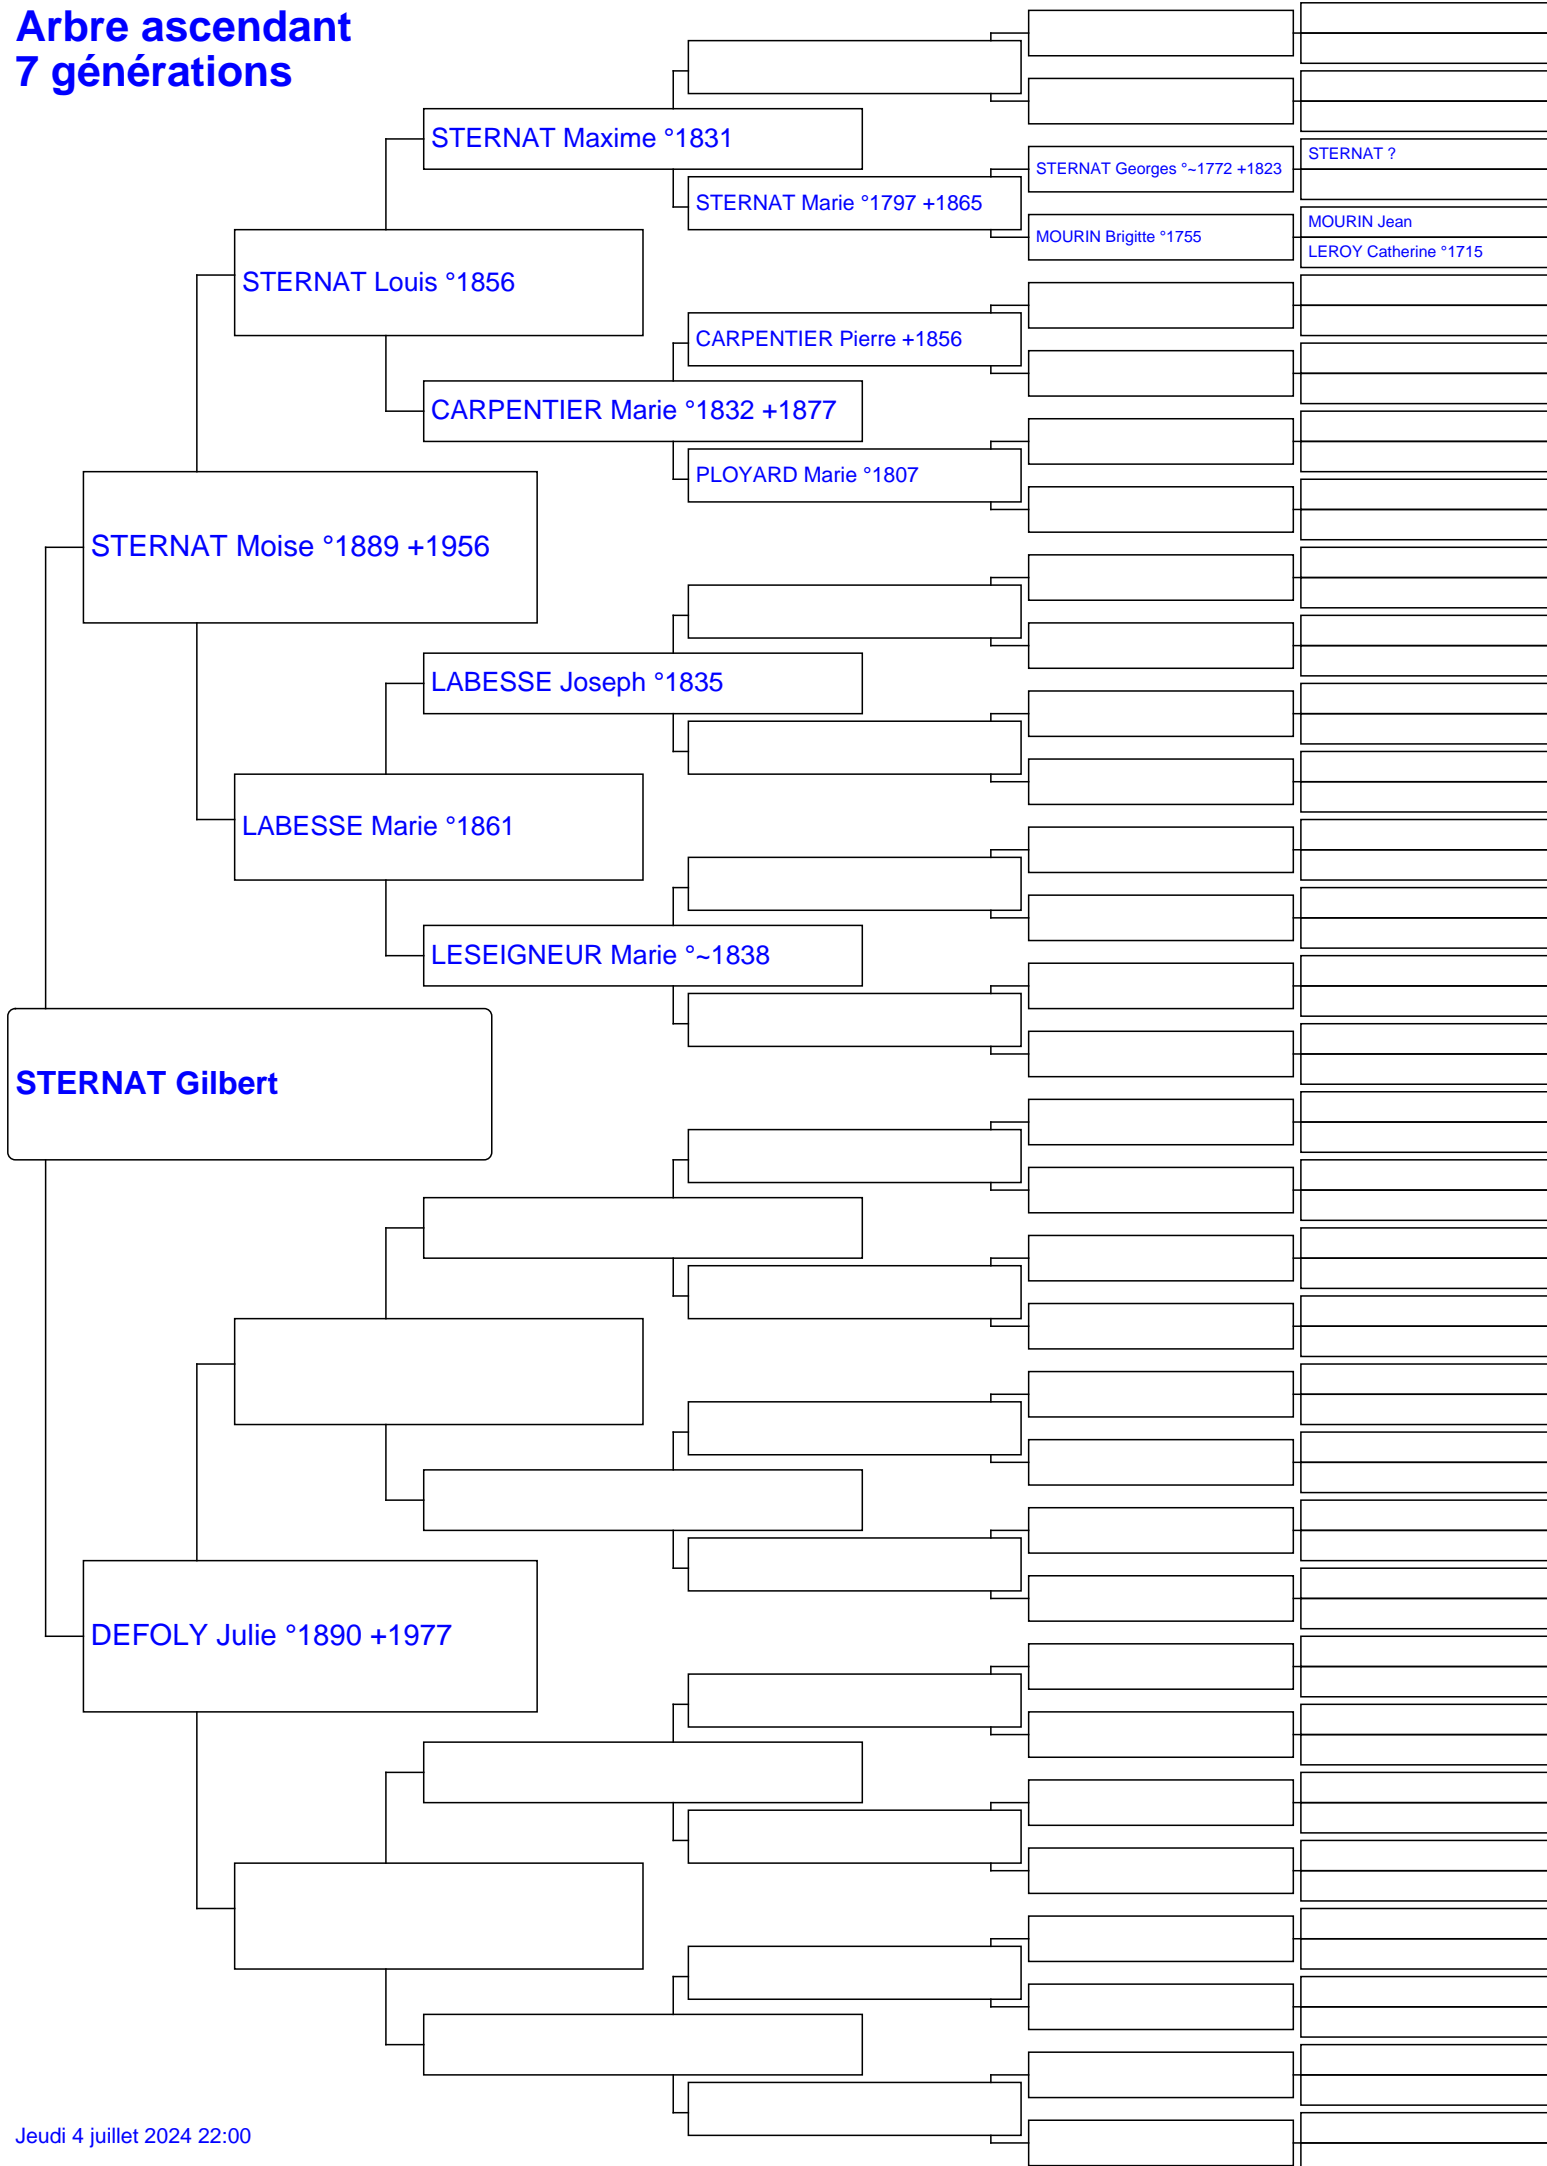 Arbre ascendant
7 générations
STERNAT Maxime °1831
STERNAT ?
STERNAT Georges °~1772 +1823
STERNAT Marie °1797 +1865
MOURIN Jean
MOURIN Brigitte °1755
LEROY Catherine °1715
STERNAT Louis °1856
CARPENTIER Pierre +1856
CARPENTIER Marie °1832 +1877
PLOYARD Marie °1807
STERNAT Moise °1889 +1956
LABESSE Joseph °1835
LABESSE Marie °1861
LESEIGNEUR Marie °~1838
STERNAT Gilbert
DEFOLY Julie °1890 +1977
Jeudi 4 juillet 2024 22:00